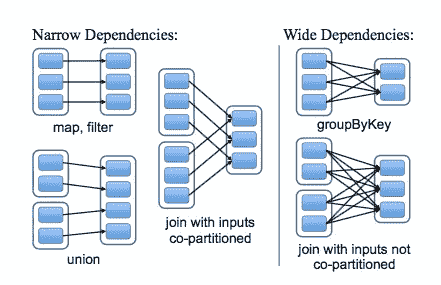 Narrow Dependencies:
Wide Dependencies:
map, filter
groupByKey
join with inputs
co-partitioned
union
join with inputs not
co-partitioned